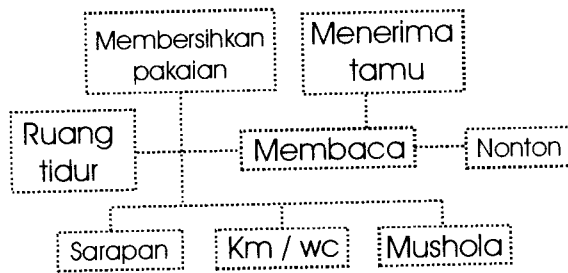 Membersihkan
pakaian
Menerima
tamu
Ruang
tidur
Membaca
Nonton
Sarapan
Km / wc
Mushola